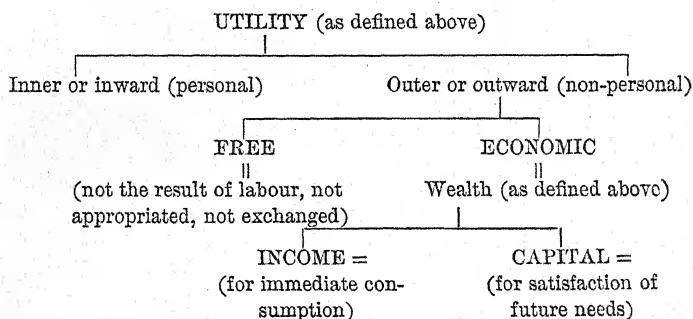 UTILITY (as defined above)
Inner or inward (personal) Outer or outward (non-personal)
FREE ECONOMIC
(not the result of labour, not Wealth (as defined above)
appropriated, not exchanged)
INCOME = CAPITAL =
(for immediate con- (for satisfaction of
sumption) future needs)